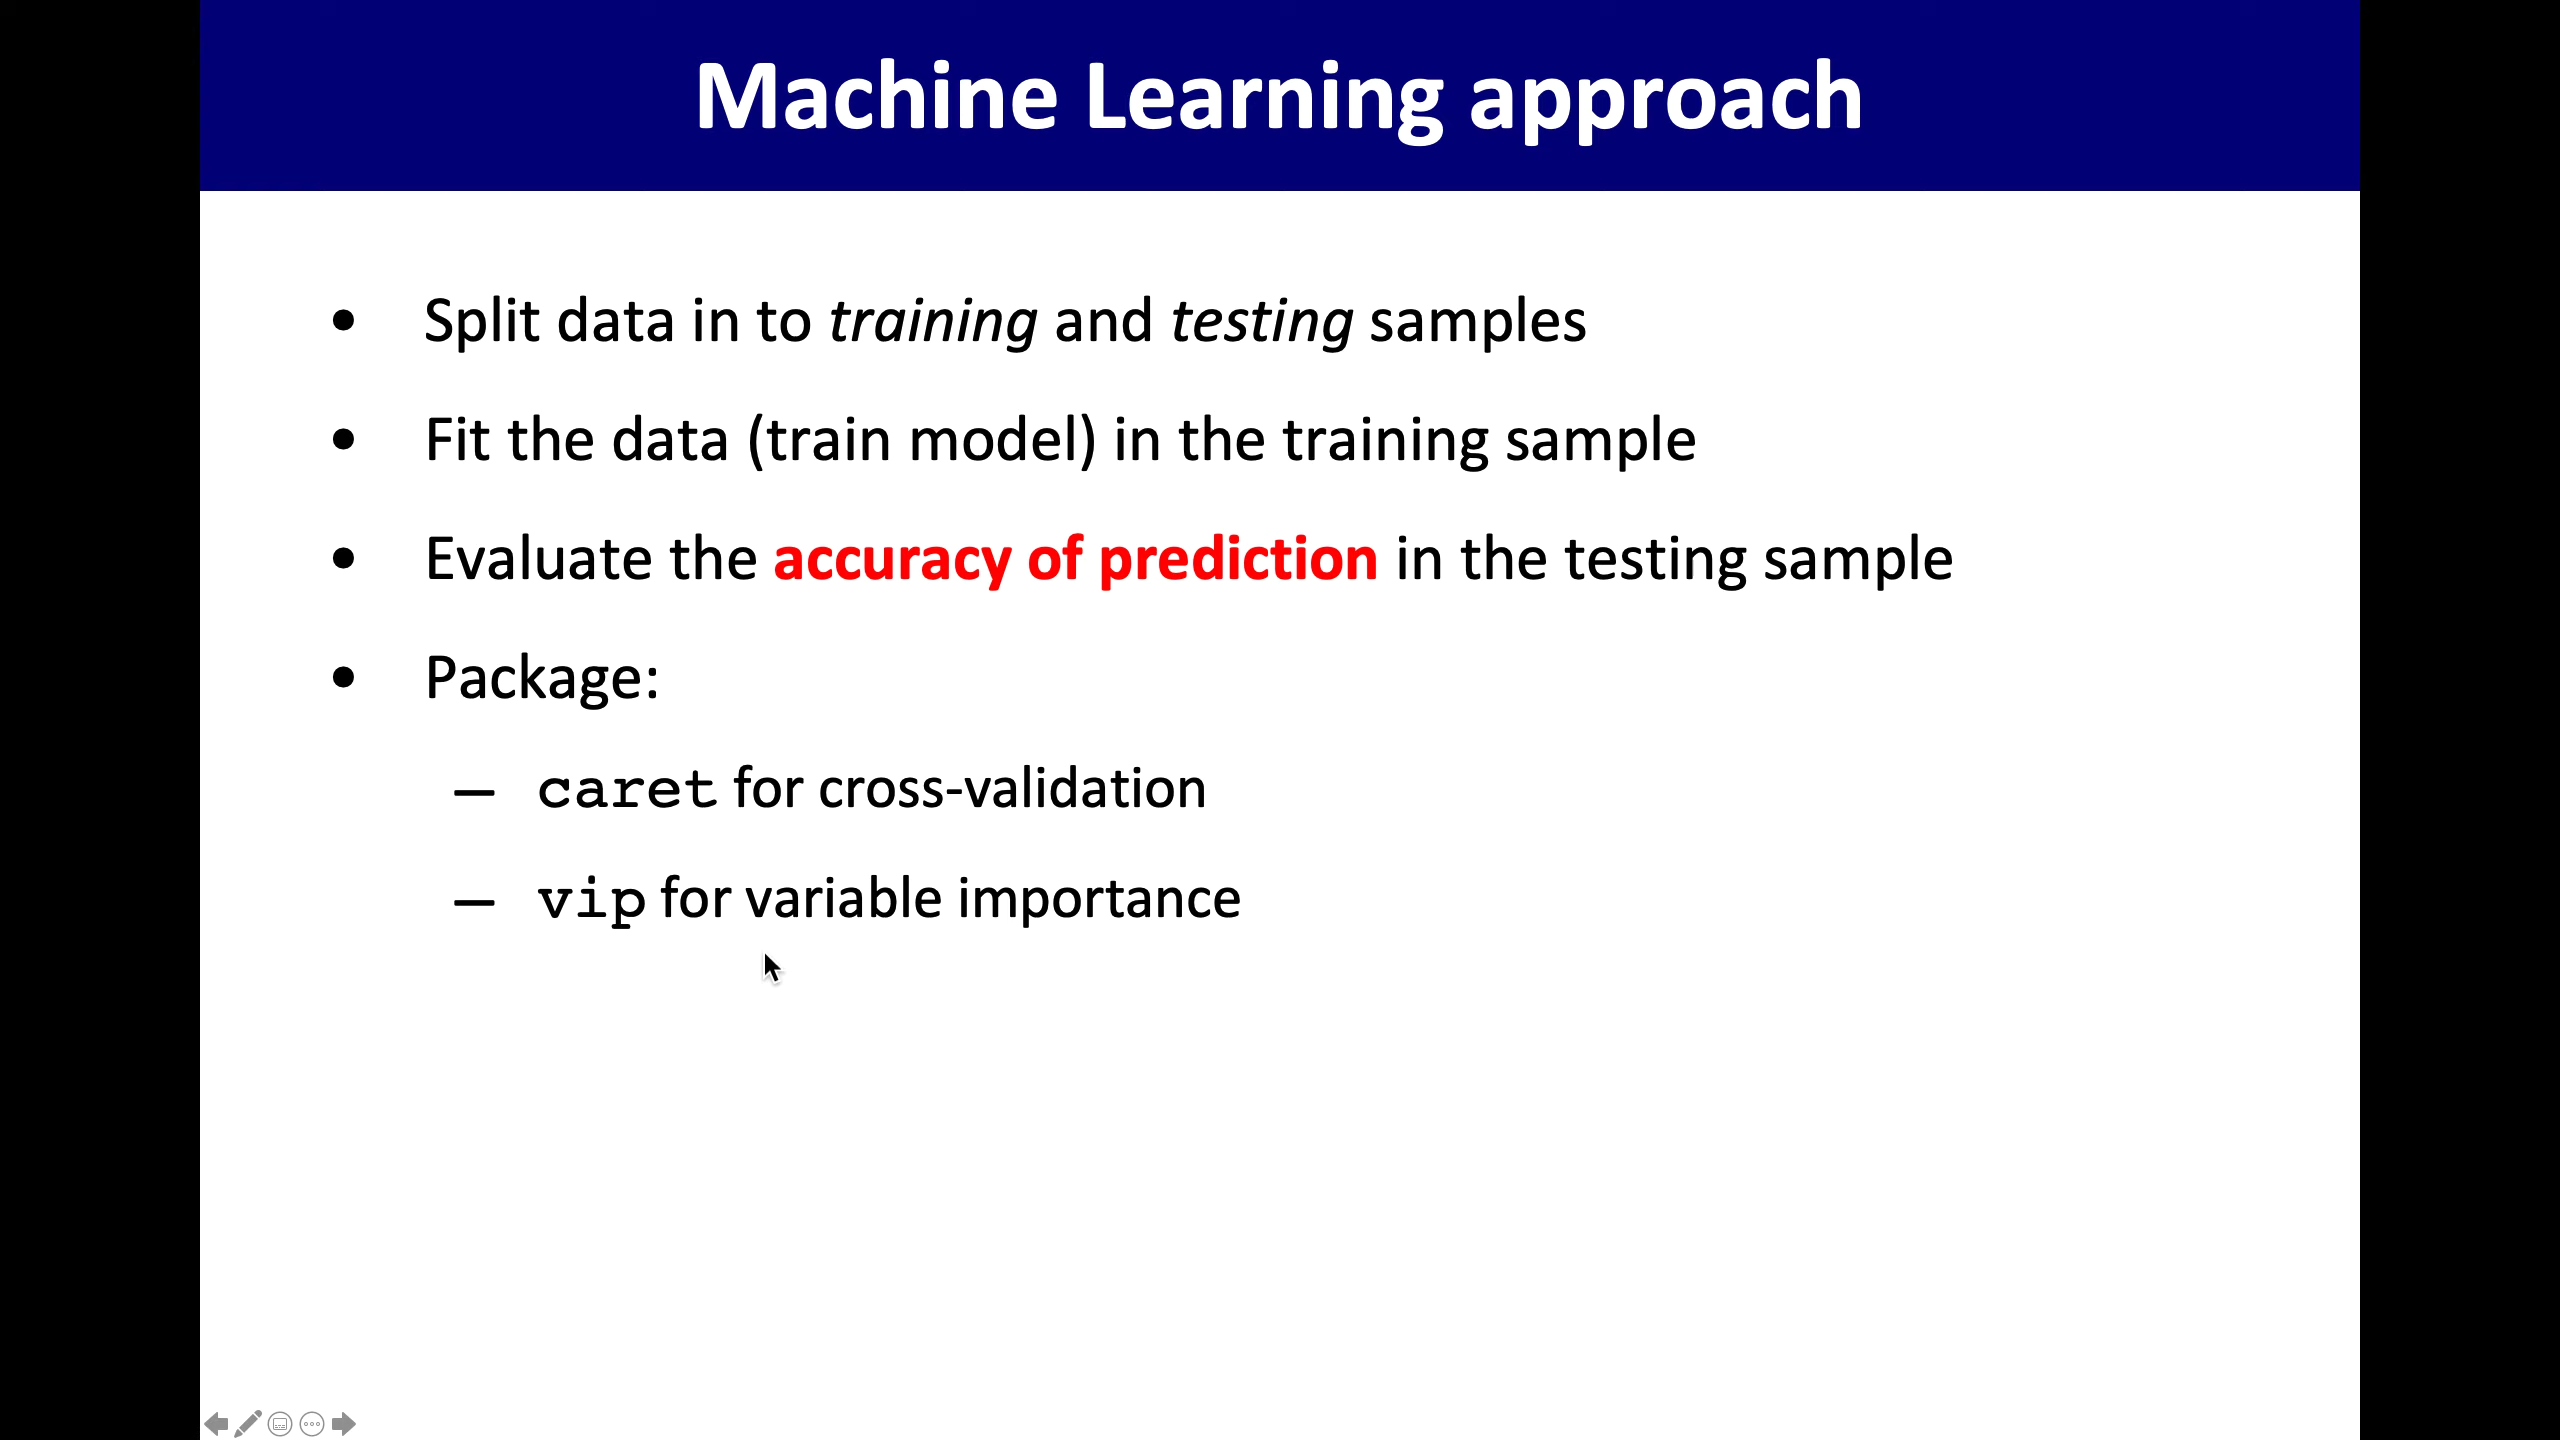 Machine Learning approach
• Split data in to training and testing samples
• Fit the data (train model) in the training sample
• Evaluate the accuracy of prediction in the testing sample
• Package:
– caret for cross-validation
– vip for variable importance